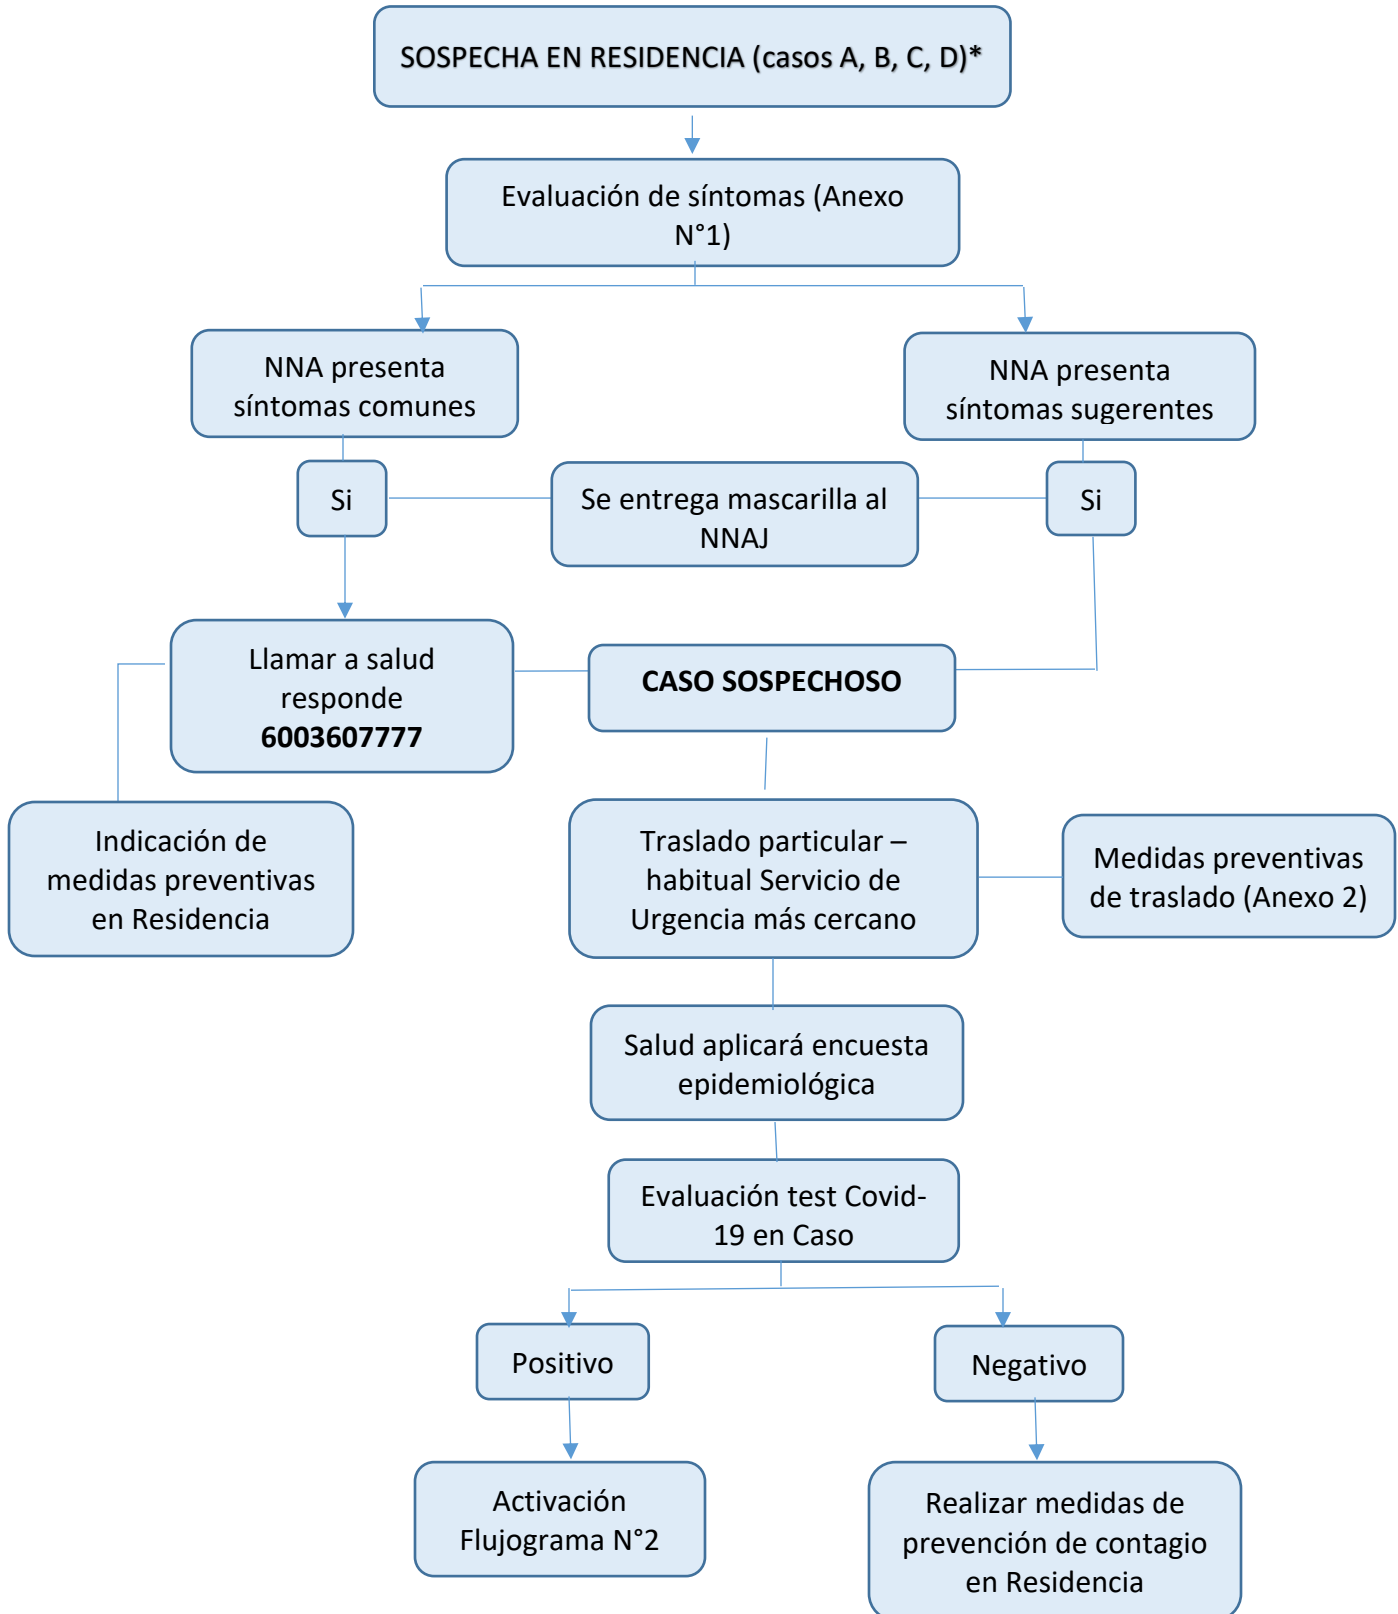 SOSPECHA EN RESIDENCIA (casos A, B, C, D)*
Evaluación de síntomas (Anexo
N°1)
NNA presenta
síntomas comunes
NNA presenta
síntomas sugerentes
Si
Se entrega mascarilla al
NNAJ
Si
Llamar a salud
responde
6003607777
CASO SOSPECHOSO
Indicación de
medidas preventivas
en Residencia
Traslado particular –
habitual Servicio de
Urgencia más cercano
Medidas preventivas
de traslado (Anexo 2)
Salud aplicará encuesta
epidemiológica
Evaluación test Covid-
19 en Caso
Positivo
Negativo
Activación
Flujograma N°2
Realizar medidas de
prevención de contagio
en Residencia